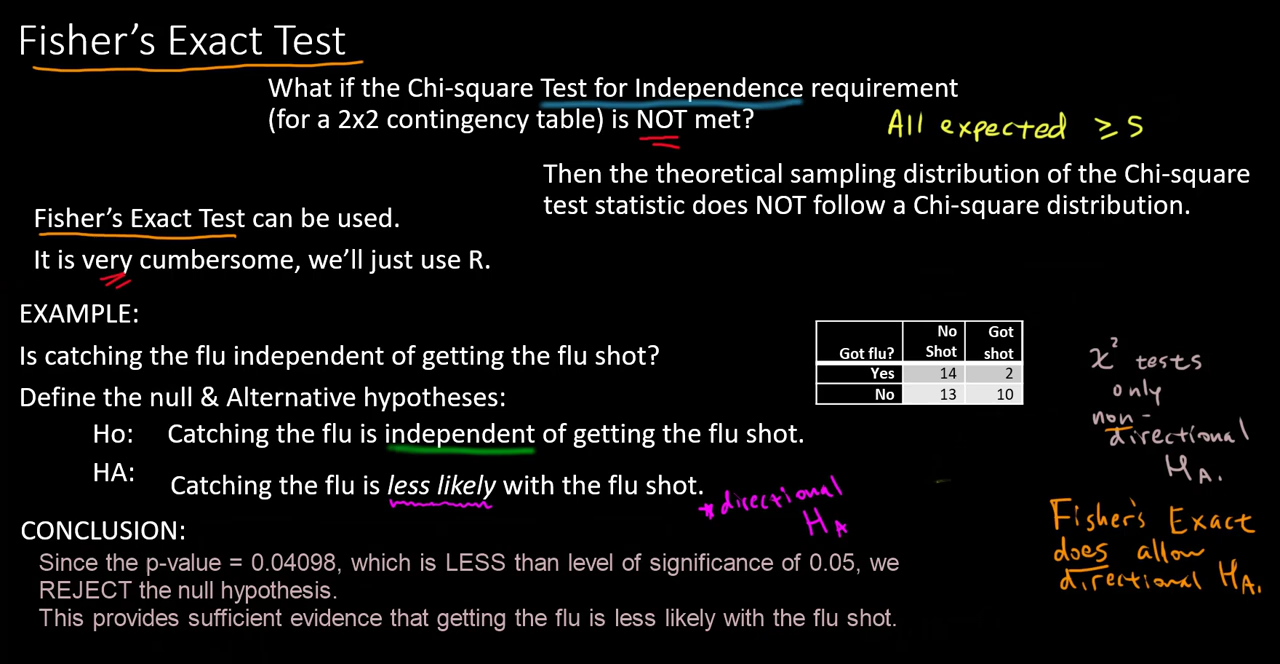 Fisher’s Exact Test
What if the Chi-square Test for Independence requirement
(for a 2x2 contingency table) is NOT met?
All expected ≥ 5
Then the theoretical sampling distribution of the Chi-square
test statistic does NOT follow a Chi-square distribution.
Fisher’s Exact Test can be used.
It is very cumbersome, we’ll just use R.
EXAMPLE:
Is catching the flu independent of getting the flu shot?
Define the null & Alternative hypotheses:
Ho: Catching the flu is independent of getting the flu shot.
HA: Catching the flu is less likely with the flu shot.
* directional
HA
No Got
Got flu? Shot shot
Yes 14 2
No 13 10
χ² tests
only
non-
directional
HA.
Fisher's Exact
does allow
directional HA.
CONCLUSION:
Since the p-value = 0.04098, which is LESS than level of significance of 0.05, we
REJECT the null hypothesis.
This provides sufficient evidence that getting the flu is less likely with the flu shot.